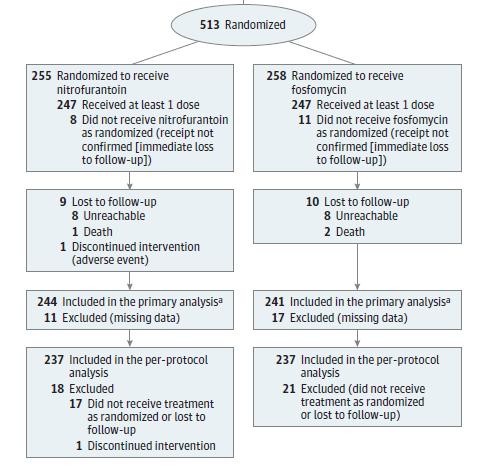 513 Randomized
255 Randomized to receive
nitrofurantoin
247 Received at least 1 dose
8 Did not receive nitrofurantoin
as randomized (receipt not
confirmed [immediate loss
to follow-up])
258 Randomized to receive
fosfomycin
247 Received at least 1 dose
11 Did not receive fosfomycin
as randomized (receipt not
confirmed [immediate loss
to follow-up])
9 Lost to follow-up
8 Unreachable
1 Death
1 Discontinued intervention
(adverse event)
10 Lost to follow-up
8 Unreachable
2 Death
244 Included in the primary analysisa
11 Excluded (missing data)
241 Included in the primary analysisa
17 Excluded (missing data)
237 Included in the per-protocol
analysis
18 Excluded
17 Did not receive treatment
as randomized or lost to
follow-up
1 Discontinued intervention
237 Included in the per-protocol
analysis
21 Excluded (did not receive
treatment as randomized
or lost to follow-up)